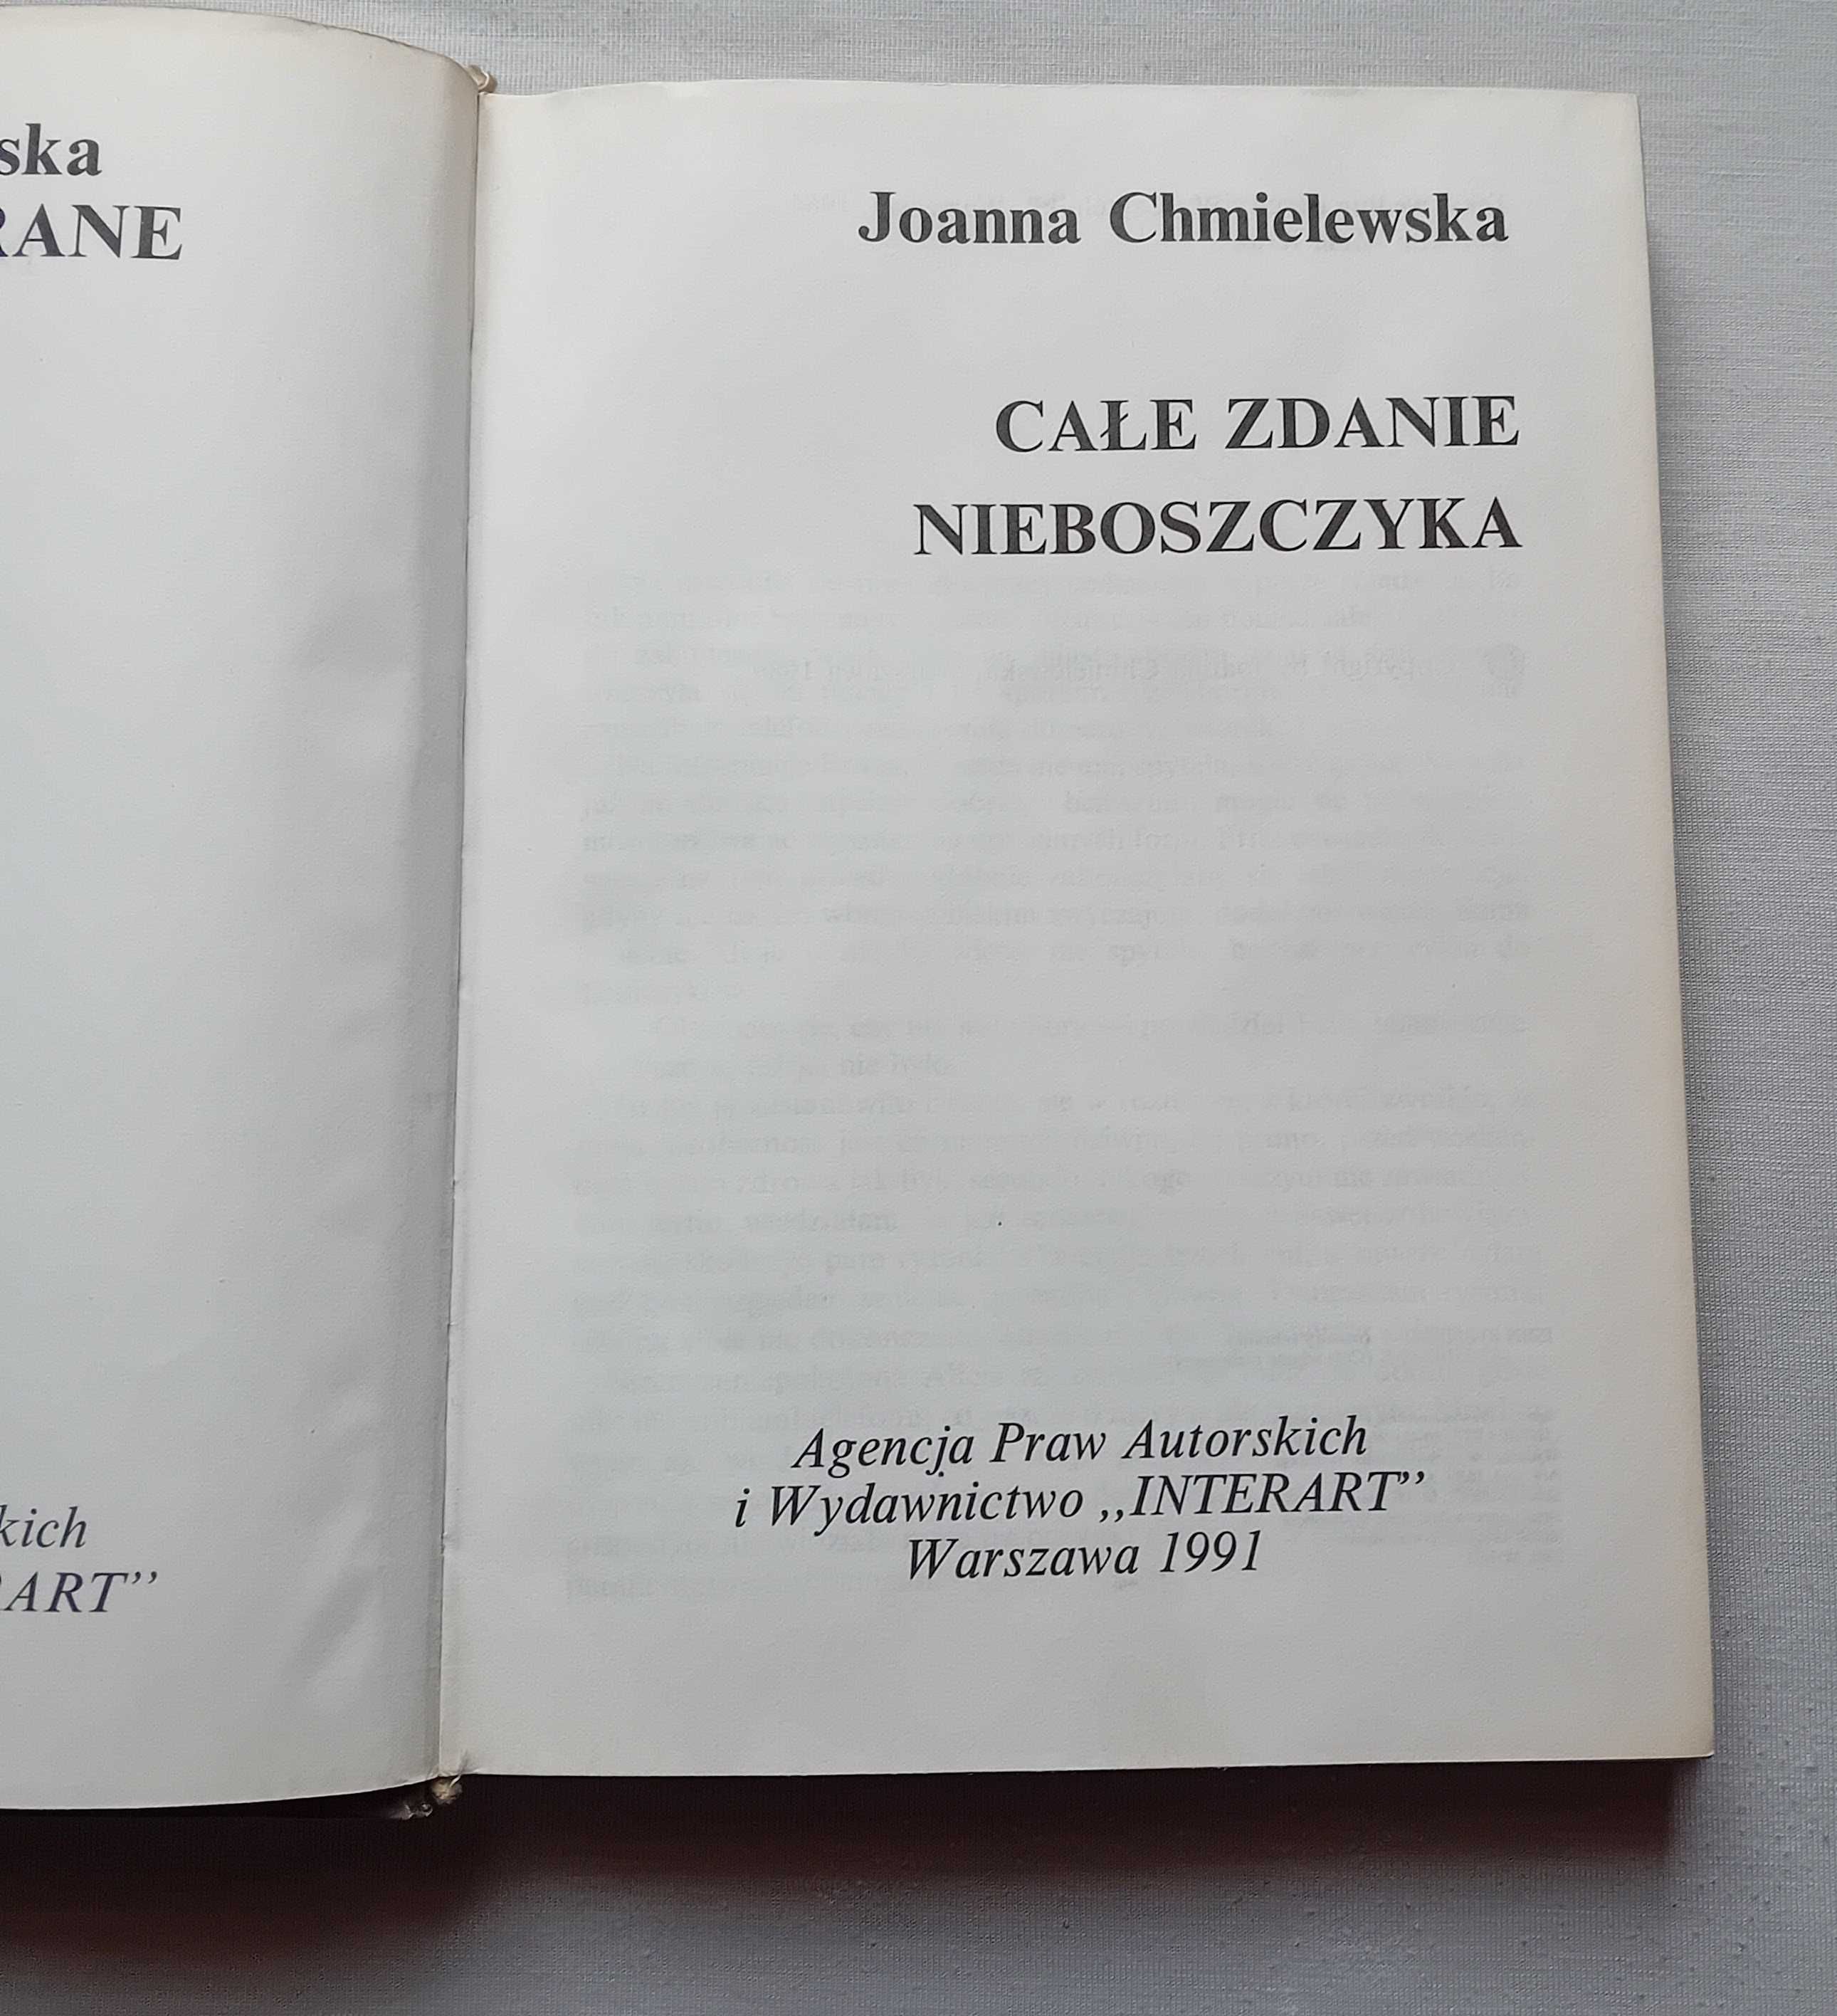 ska
RANE
kich
RART”
Joanna Chmielewska
CAŁE ZDANIE
NIEBOSZCZYKA
Agencja Praw Autorskich
i Wydawnictwo „INTERART”
Warszawa 1991